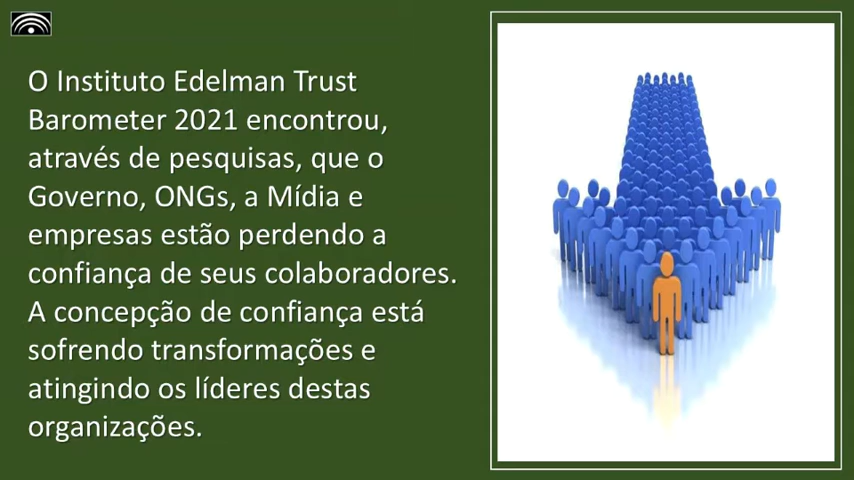 O Instituto Edelman Trust
Barometer 2021 encontrou,
através de pesquisas, que o
Governo, ONGs, a Mídia e
empresas estão perdendo a
confiança de seus colaboradores.
A concepção de confiança está
sofrendo transformações e
atingindo os líderes destas
organizações.